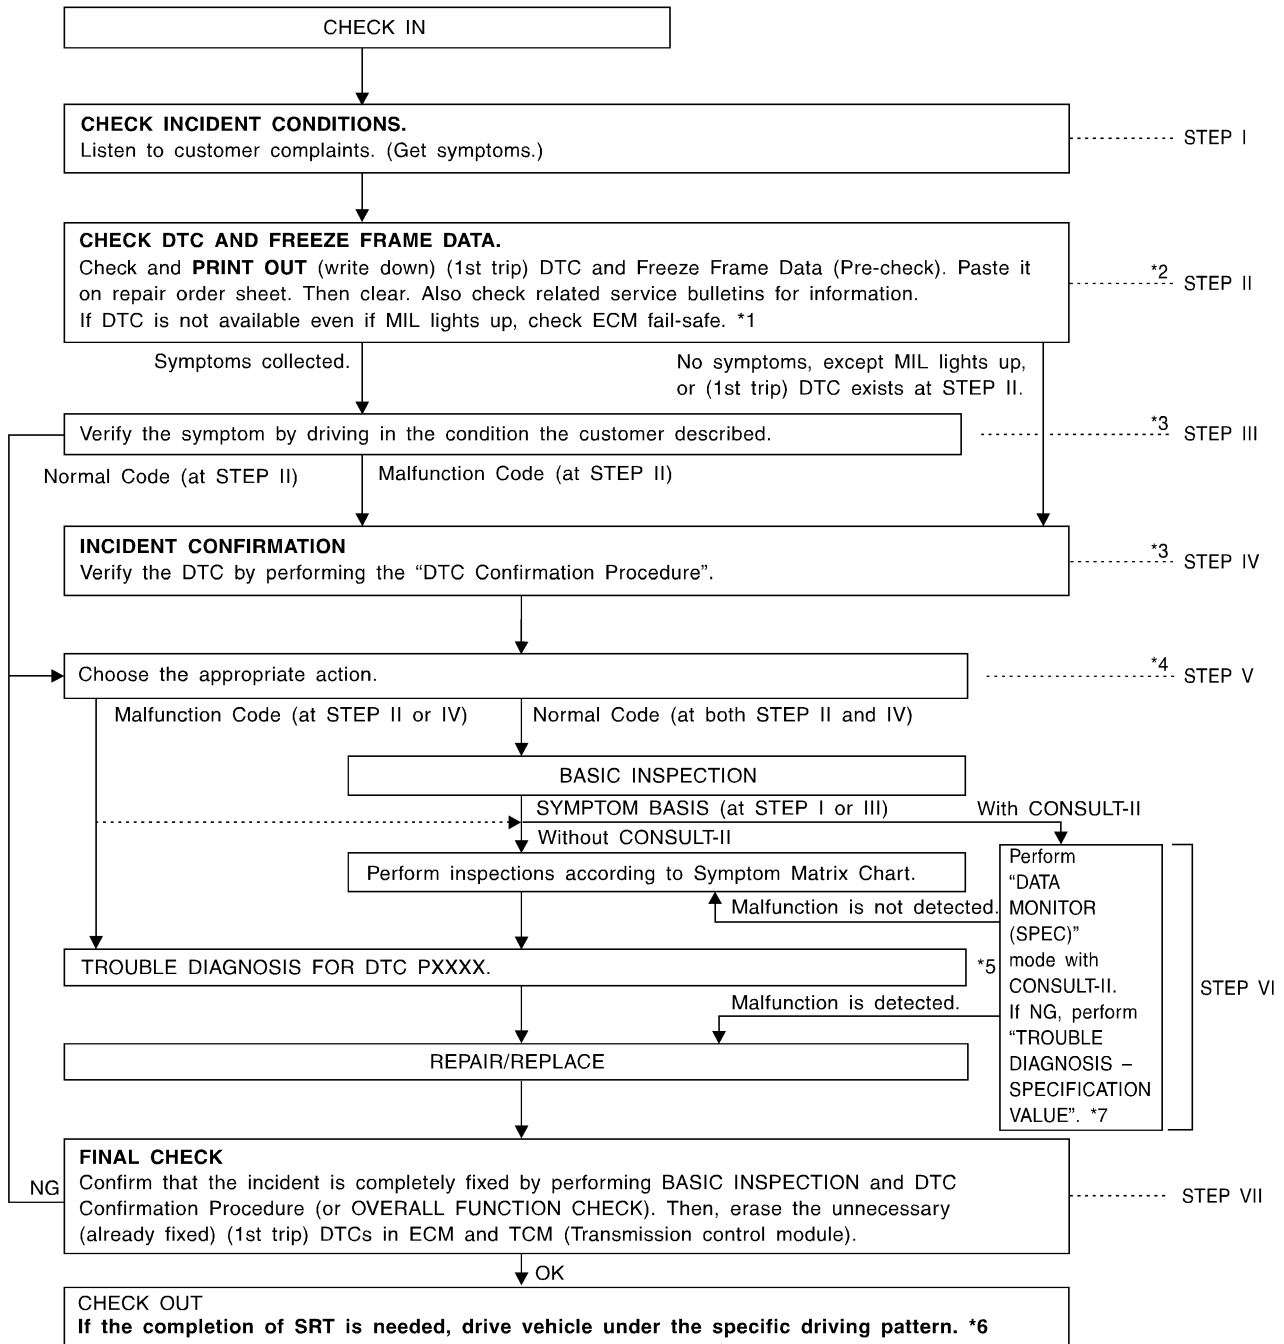 CHECK IN
CHECK INCIDENT CONDITIONS.
Listen to customer complaints. (Get symptoms.)
STEP I
CHECK DTC AND FREEZE FRAME DATA.
Check and PRINT OUT (write down) (1st trip) DTC and Freeze Frame Data (Pre-check). Paste it
on repair order sheet. Then clear. Also check related service bulletins for information.
If DTC is not available even if MIL lights up, check ECM fail-safe. *1
*2
STEP II
Symptoms collected.
No symptoms, except MIL lights up,
or (1st trip) DTC exists at STEP II.
Verify the symptom by driving in the condition the customer described.
*3
STEP III
Normal Code (at STEP II)
Malfunction Code (at STEP II)
INCIDENT CONFIRMATION
Verify the DTC by performing the “DTC Confirmation Procedure”.
*3
STEP IV
Choose the appropriate action.
*4
STEP V
Malfunction Code (at STEP II or IV)
Normal Code (at both STEP II and IV)
BASIC INSPECTION
SYMPTOM BASIS (at STEP I or III)
With CONSULT-II
Without CONSULT-II
Perform inspections according to Symptom Matrix Chart.
Malfunction is not detected.
Perform
“DATA
MONITOR
(SPEC)”
mode with
CONSULT-II.
If NG, perform
“TROUBLE
DIAGNOSIS –
SPECIFICATION
VALUE”. *7
STEP VI
TROUBLE DIAGNOSIS FOR DTC PXXXX.
*5
Malfunction is detected.
REPAIR/REPLACE
FINAL CHECK
Confirm that the incident is completely fixed by performing BASIC INSPECTION and DTC
Confirmation Procedure (or OVERALL FUNCTION CHECK). Then, erase the unnecessary
(already fixed) (1st trip) DTCs in ECM and TCM (Transmission control module).
NG
STEP VII
OK
CHECK OUT
If the completion of SRT is needed, drive vehicle under the specific driving pattern. *6